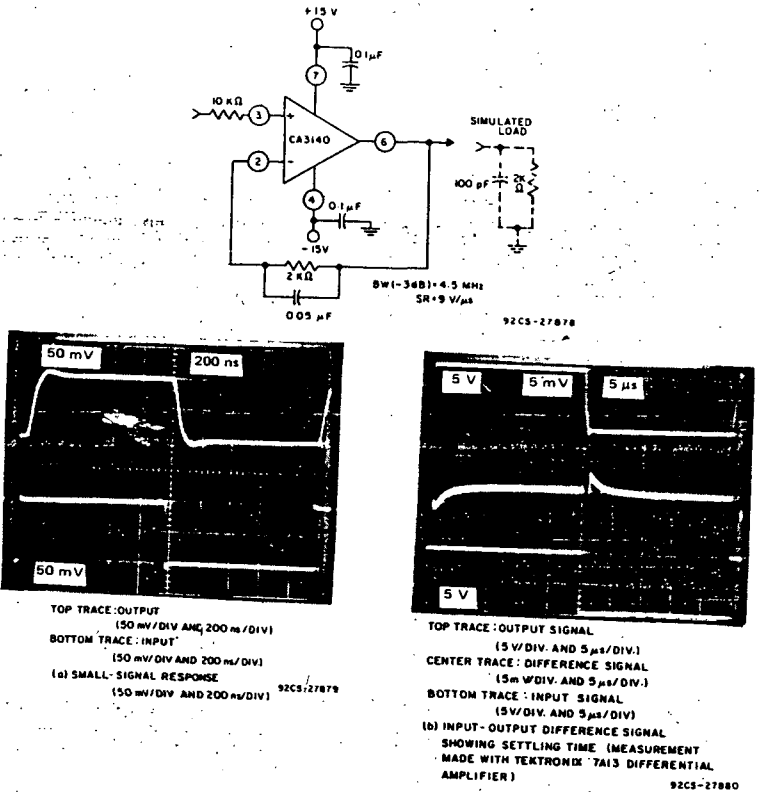 +15 V
0.1µF
7
10 KΩ
3
+
CA3140
6
2
-
4
0.1µF
-15V
SIMULATED
LOAD
100 pF
2K
Ω
2 KΩ
0.05 µF
BW(-3dB)=4.5 MHz
SR=9 V/µs
92CS-27878
50 mV
200 ns
50 mV
TOP TRACE:OUTPUT
(50 mV/DIV AND 200 ns/DIV)
BOTTOM TRACE: INPUT
(50 mV/DIV AND 200 ns/DIV)
(a) SMALL-SIGNAL RESPONSE
(50 mV/DIV AND 200 ns/DIV)
92CS-27879
5 V
5 mV
5 µs
5 V
TOP TRACE: OUTPUT SIGNAL
(5 V/DIV. AND 5 µs/DIV.)
CENTER TRACE: DIFFERENCE SIGNAL
(5m V/DIV. AND 5 µs/DIV.)
BOTTOM TRACE: INPUT SIGNAL
(5V/DIV. AND 5 µs/DIV)
(b) INPUT-OUTPUT DIFFERENCE SIGNAL
SHOWING SETTLING TIME (MEASUREMENT
MADE WITH TEKTRONIX 7A13 DIFFERENTIAL
AMPLIFIER)
92CS-27880